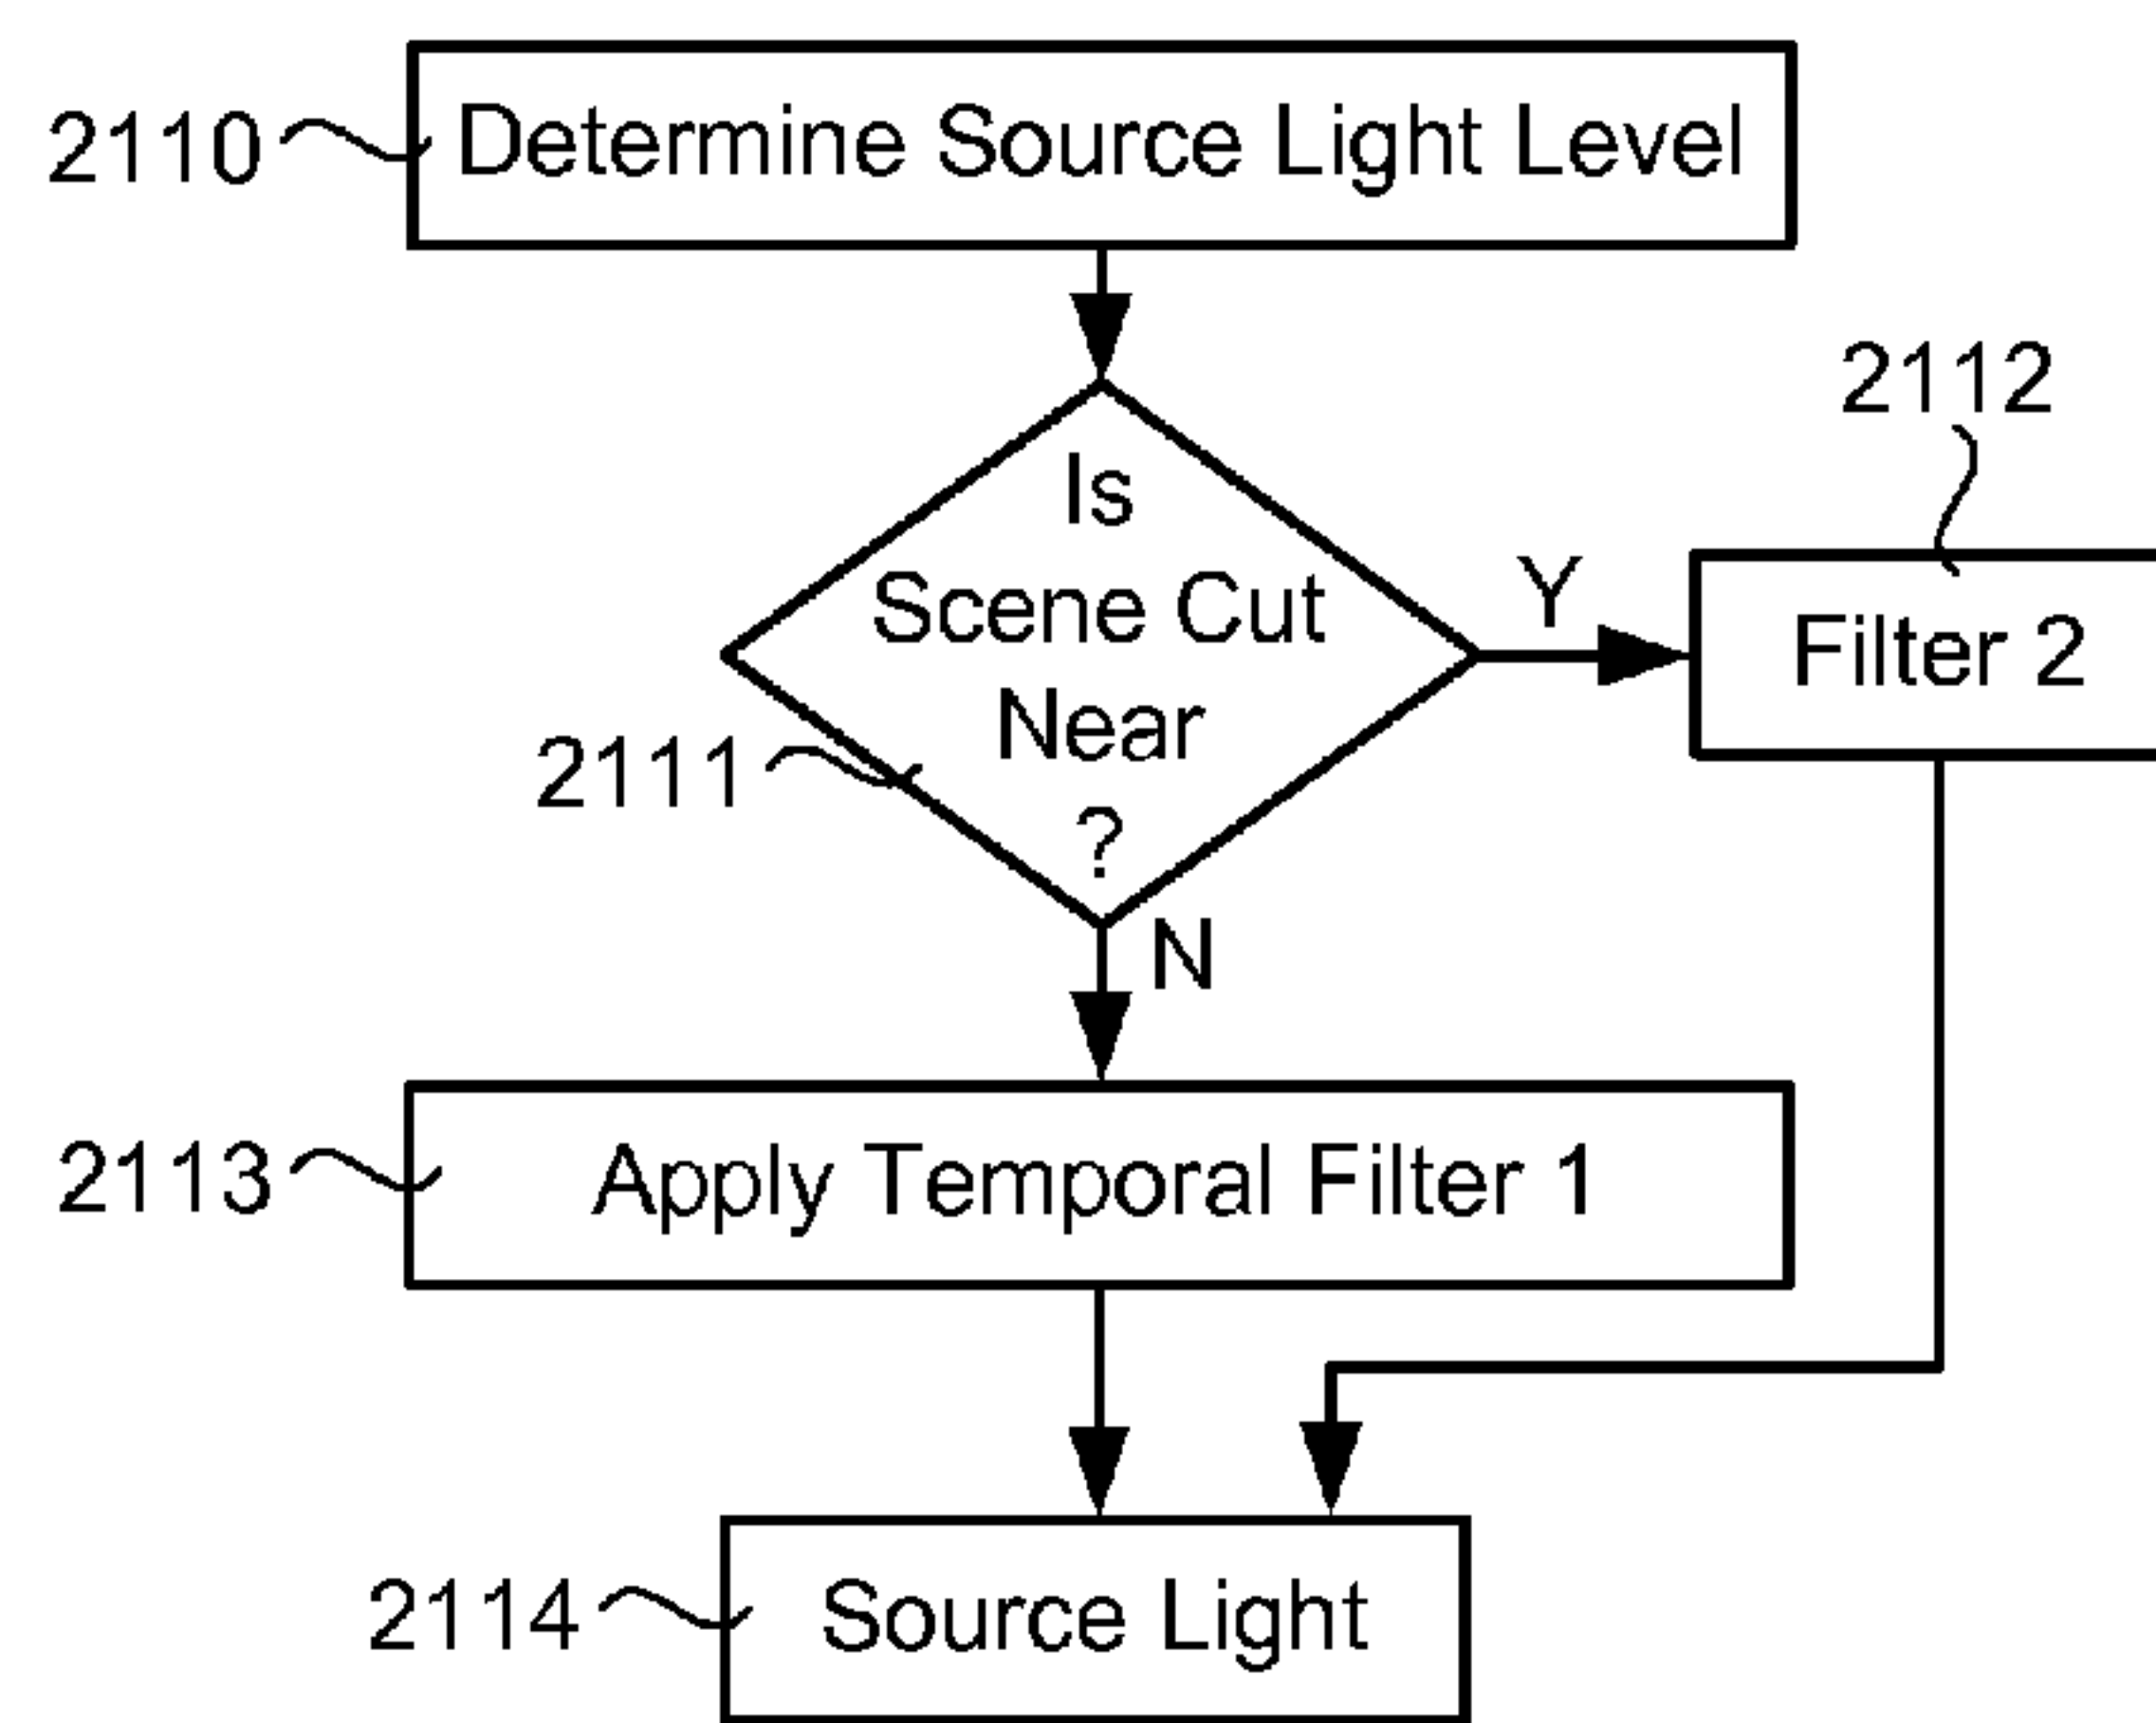 2110 Determine Source Light Level
2112
Is
Scene Cut
Near
?
Y
Filter 2
2111
N
2113 Apply Temporal Filter 1
2114 Source Light